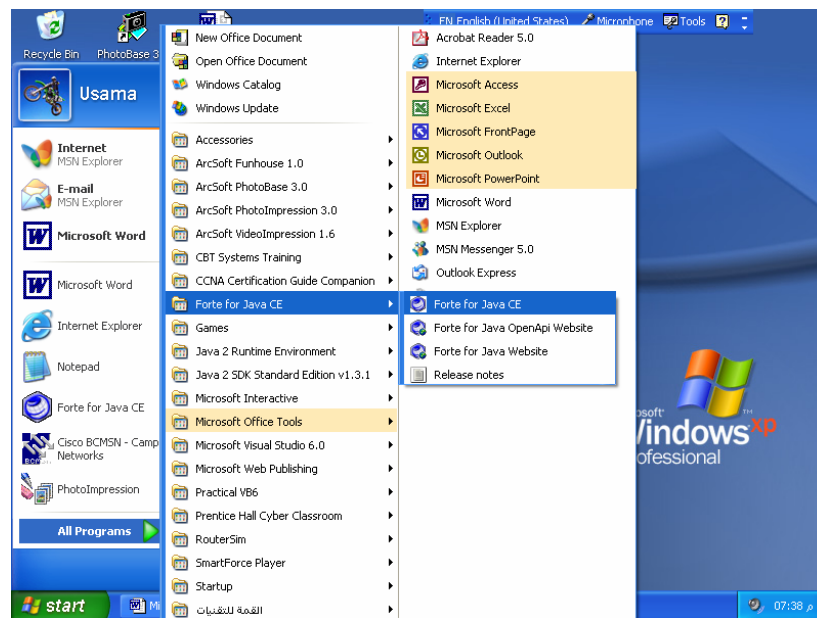 Recycle Bin
PhotoBase 3
EN English (United States)
Microphone
Tools
Usama
Internet
MSN Explorer
E-mail
MSN Explorer
Microsoft Word
Microsoft Word
Internet Explorer
Notepad
Forte for Java CE
Cisco BCMSN - Camp
Networks
PhotoImpression
All Programs
New Office Document
Open Office Document
Windows Catalog
Windows Update
Accessories
ArcSoft Funhouse 1.0
ArcSoft PhotoBase 3.0
ArcSoft PhotoImpression 3.0
ArcSoft VideoImpression 1.6
CBT Systems Training
CCNA Certification Guide Companion
Forte for Java CE
Games
Java 2 Runtime Environment
Java 2 SDK Standard Edition v1.3.1
Microsoft Interactive
Microsoft Office Tools
Microsoft Visual Studio 6.0
Microsoft Web Publishing
Practical VB6
Prentice Hall Cyber Classroom
RouterSim
SmartForce Player
Startup
القمة للتقنيات
Acrobat Reader 5.0
Internet Explorer
Microsoft Access
Microsoft Excel
Microsoft FrontPage
Microsoft Outlook
Microsoft PowerPoint
Microsoft Word
MSN Explorer
MSN Messenger 5.0
Outlook Express
Forte for Java CE
Forte for Java OpenApi Website
Forte for Java Website
Release notes
osoft
Windows xp
ofessional
start
Mi
07:38 م